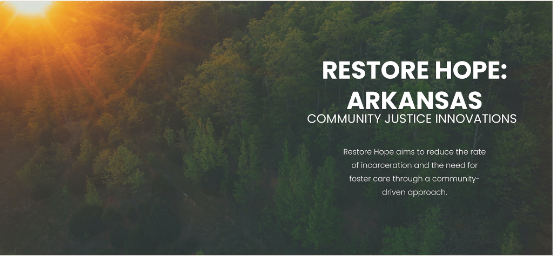 RESTORE HOPE:
ARKANSAS
COMMUNITY JUSTICE INNOVATIONS
Restore Hope aims to reduce the rate
of incarceration and the need for
foster care through a community-
driven approach.